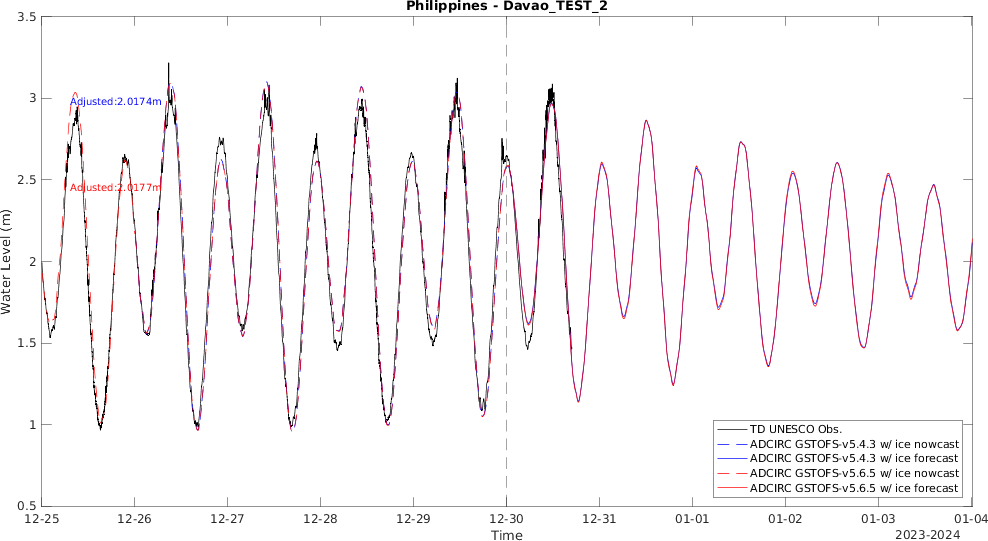 Philippines - Davao_TEST_2
Water Level (m)
3.5
3
2.5
2
1.5
1
0.5
Adjusted:2.0174m
Adjusted:2.0177m
TD UNESCO Obs.
ADCIRC GSTOFS-v5.4.3 w/ ice nowcast
ADCIRC GSTOFS-v5.4.3 w/ ice forecast
ADCIRC GSTOFS-v5.6.5 w/ ice nowcast
ADCIRC GSTOFS-v5.6.5 w/ ice forecast
12-25 12-26 12-27 12-28 12-29 12-30 12-31 01-01 01-02 01-03 01-04
Time
2023-2024